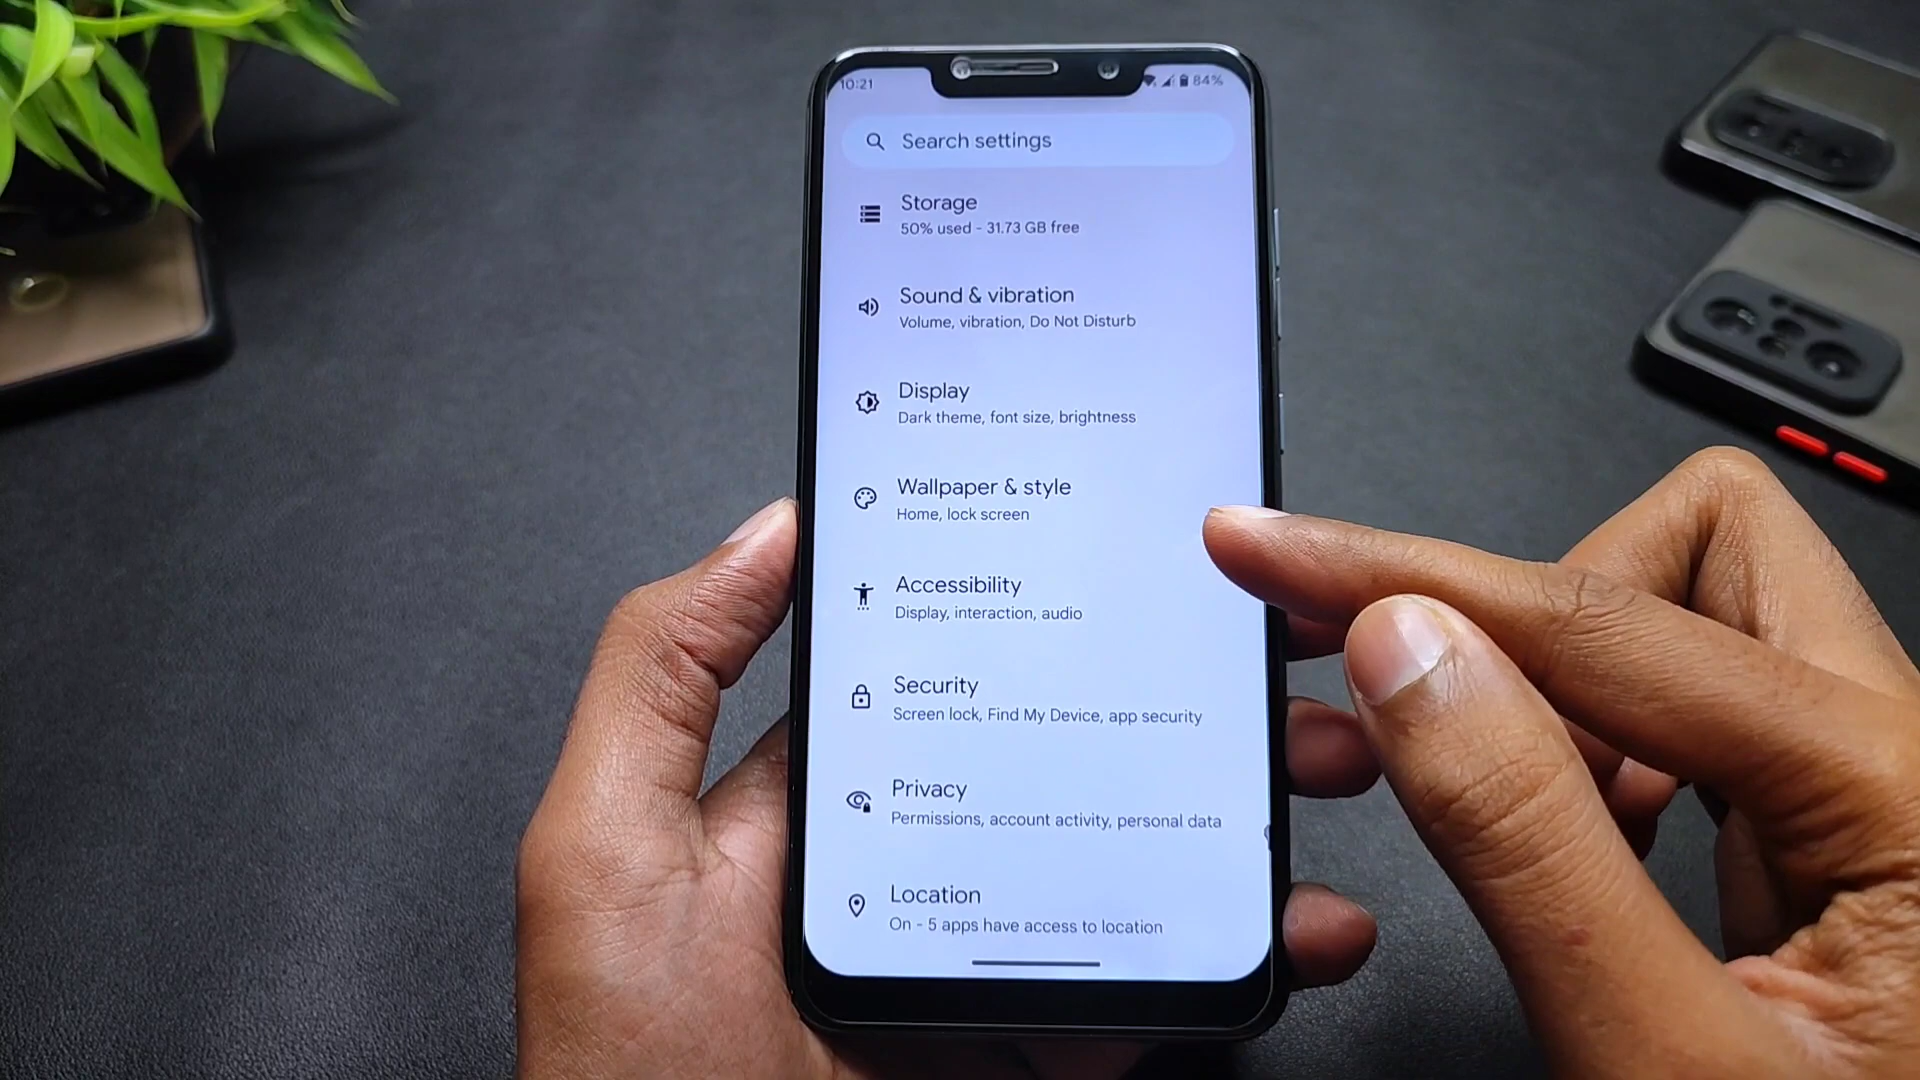 10:21
84%
Search settings
Storage
50% used - 31.73 GB free
Sound & vibration
Volume, vibration, Do Not Disturb
Display
Dark theme, font size, brightness
Wallpaper & style
Home, lock screen
Accessibility
Display, interaction, audio
Security
Screen lock, Find My Device, app security
Privacy
Permissions, account activity, personal data
Location
On - 5 apps have access to location